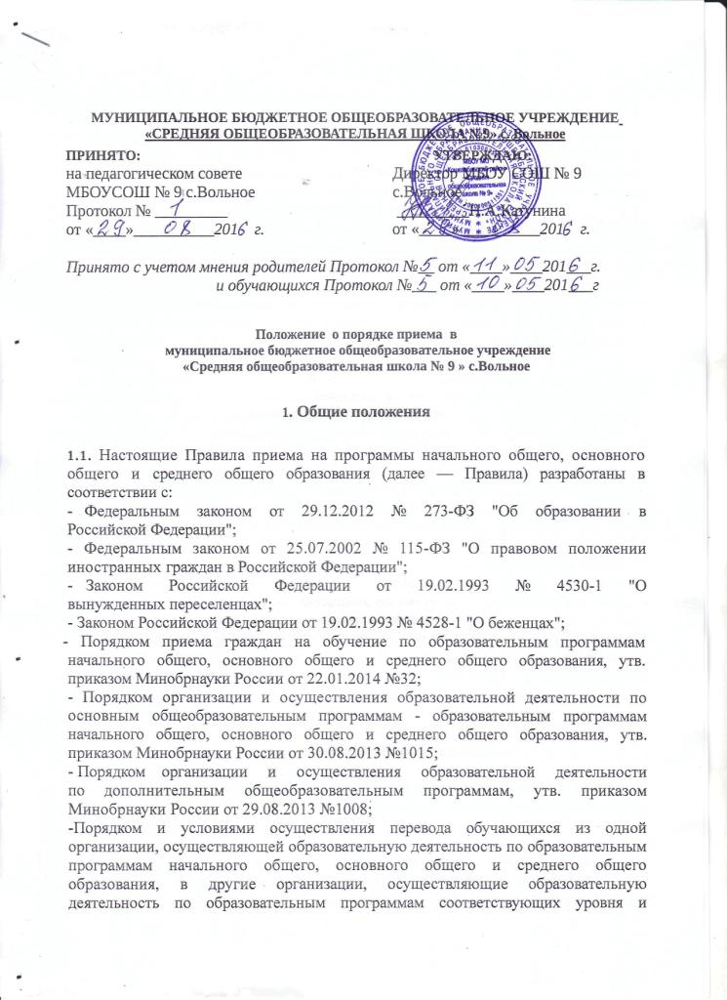 МУНИЦИПАЛЬНОЕ БЮДЖЕТНОЕ ОБЩЕОБРАЗОВАТЕЛЬНОЕ УЧРЕЖДЕНИЕ
«СРЕДНЯЯ ОБЩЕОБРАЗОВАТЕЛЬНАЯ ШКОЛА №9» с. Вольное
ПРИНЯТО: УТВЕРЖДАЮ:
на педагогическом совете Директор МБОУ СОШ № 9
МБОУСОШ № 9 с.Вольное с.Вольное
Протокол № 1 Н.А.Катунина
от «29» 08 2016 г. от « » 2016 г.
Принято с учетом мнения родителей Протокол № 5 от «11» 05 2016 г.
и обучающихся Протокол № 5 от «10» 05 2016 г
Положение о порядке приема в
муниципальное бюджетное общеобразовательное учреждение
«Средняя общеобразовательная школа № 9 » с.Вольное
1. Общие положения
1.1. Настоящие Правила приема на программы начального общего, основного
общего и среднего общего образования (далее — Правила) разработаны в
соответствии с:
- Федеральным законом от 29.12.2012 № 273-ФЗ "Об образовании в
Российской Федерации";
- Федеральным законом от 25.07.2002 № 115-ФЗ "О правовом положении
иностранных граждан в Российской Федерации";
- Законом Российской Федерации от 19.02.1993 № 4530-1 "О
вынужденных переселенцах";
- Законом Российской Федерации от 19.02.1993 № 4528-1 "О беженцах";
- Порядком приема граждан на обучение по образовательным программам
начального общего, основного общего и среднего общего образования, утв.
приказом Минобрнауки России от 22.01.2014 №32;
- Порядком организации и осуществления образовательной деятельности по
основным общеобразовательным программам - образовательным программам
начального общего, основного общего и среднего общего образования, утв.
приказом Минобрнауки России от 30.08.2013 №1015;
- Порядком организации и осуществления образовательной деятельности
по дополнительным общеобразовательным программам, утв. приказом
Минобрнауки России от 29.08.2013 №1008;
-Порядком и условиями осуществления перевода обучающихся из одной
организации, осуществляющей образовательную деятельность по образовательным
программам начального общего, основного общего и среднего общего
образования, в другие организации, осуществляющие образовательную
деятельность по образовательным программам соответствующих уровня и